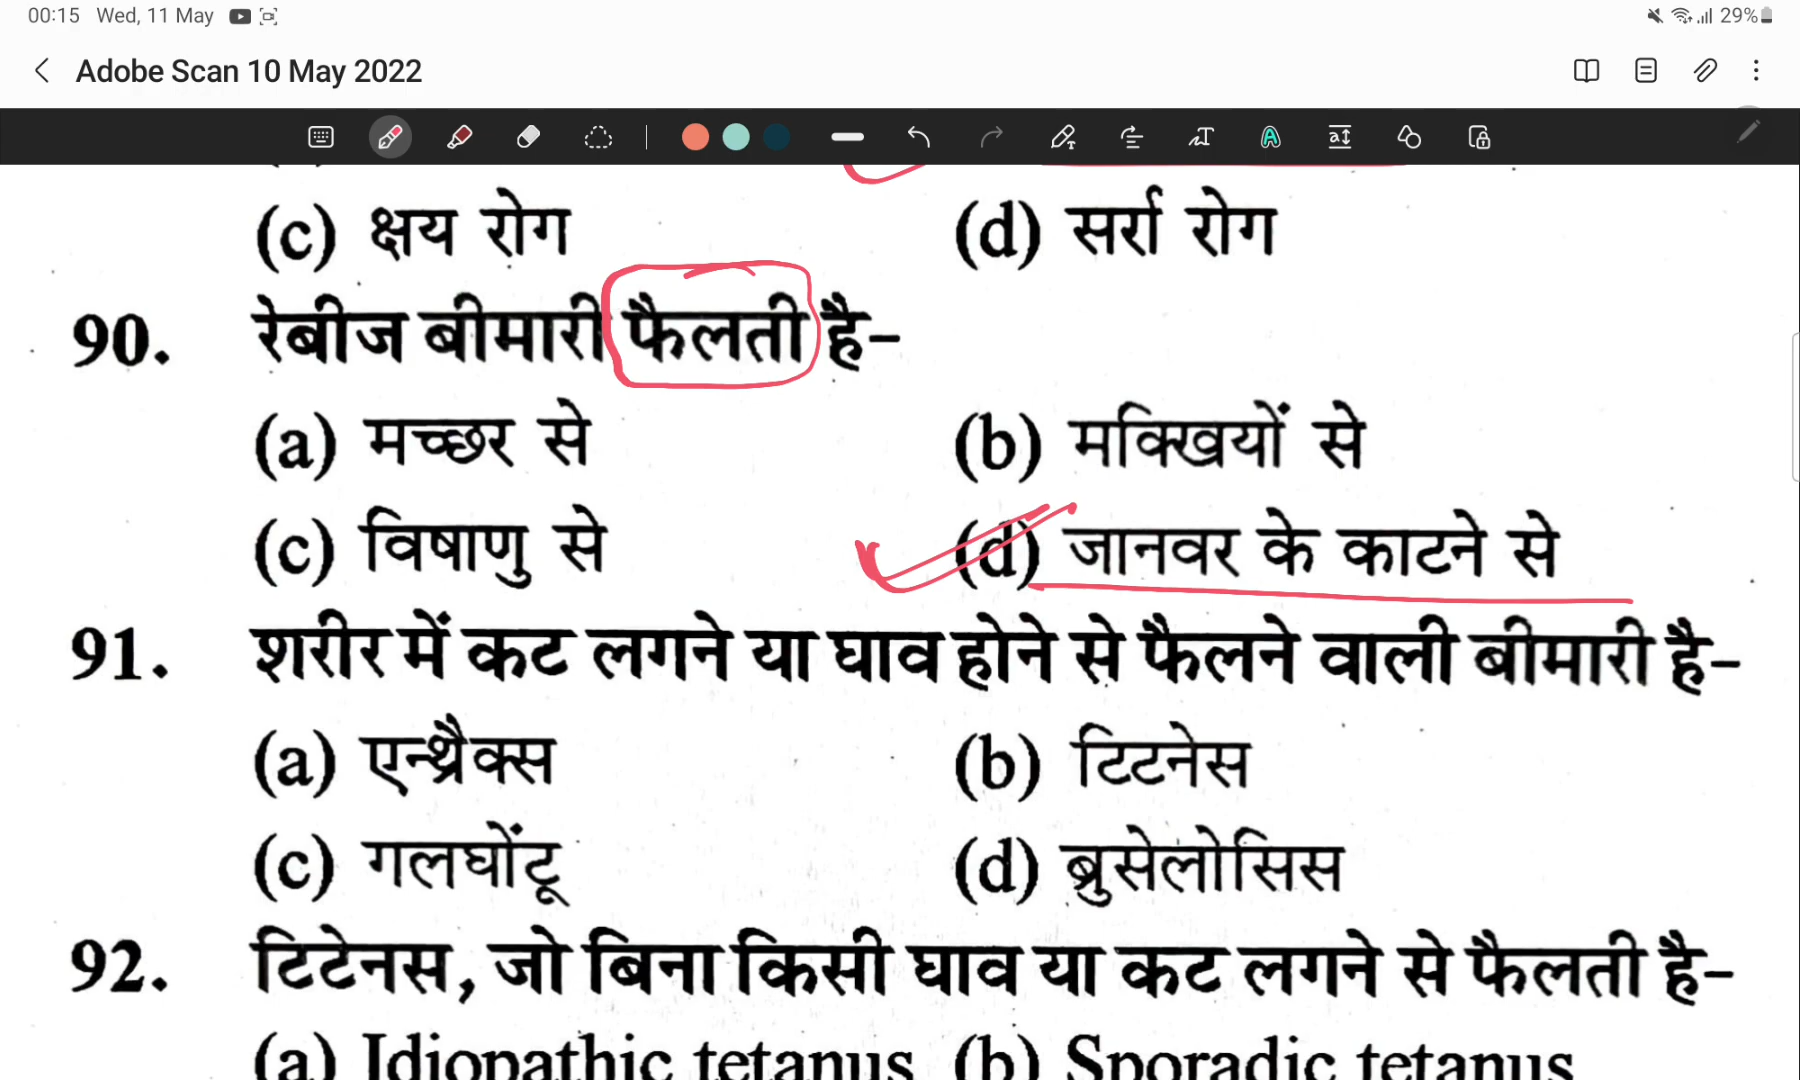 00:15 Wed, 11 May 29%
Adobe Scan 10 May 2022
(c) क्षय रोग (d) सर्रा रोग
90. रेबीज बीमारी फैलती है-
(a) मच्छर से (b) मक्खियों से
(c) विषाणु से (d) जानवर के काटने से
91. शरीर में कट लगने या घाव होने से फैलने वाली बीमारी है-
(a) एन्थ्रैक्स (b) टिटनेस
(c) गलघोंटू (d) ब्रुसेलोसिस
92. टिटेनस, जो बिना किसी घाव या कट लगने से फैलती है-
(a) Idiopathic tetanus (b) Sporadic tetanus